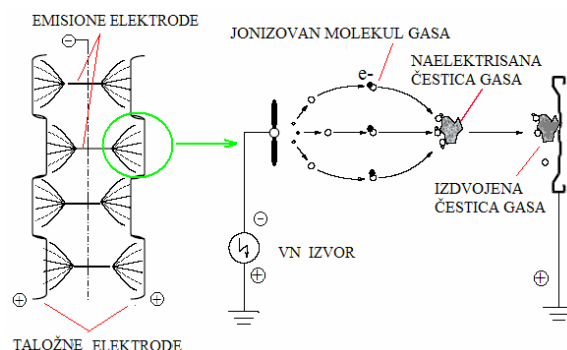 EMISIONE ELEKTRODE
JONIZOVAN MOLEKUL GASA
NAELEKTRISANA
ČESTICA GASA
e-
IZDVOJENA
ČESTICA GASA
VN IZVOR
TALOŽNE ELEKTRODE